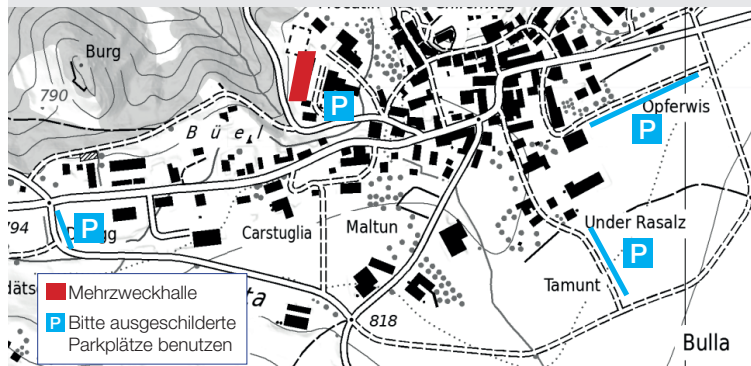 Burg
790
P
Büel
Opferwis
P
794
P
Carstuglia
Maltun
Under Rasalz
P
Tamunt
818
Bulla
Mehrzweckhalle
P Bitte ausgeschilderte
Parkplätze benutzen